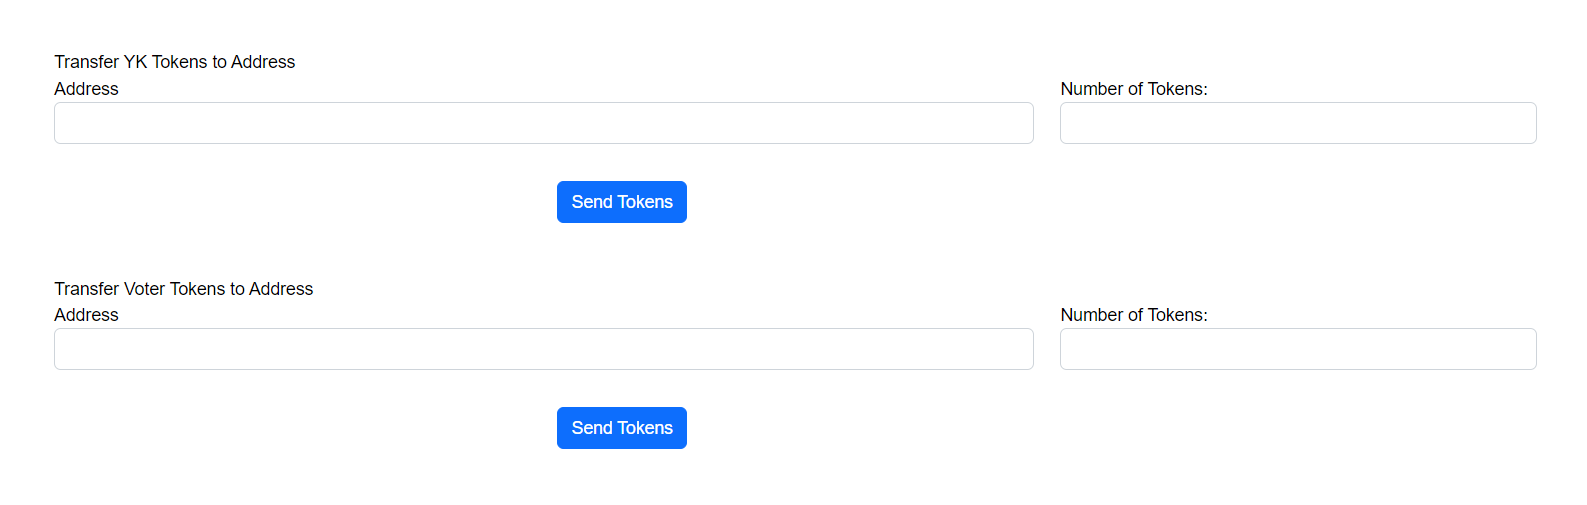 Transfer YK Tokens to Address
Address
Number of Tokens:
Send Tokens
Transfer Voter Tokens to Address
Address
Number of Tokens:
Send Tokens